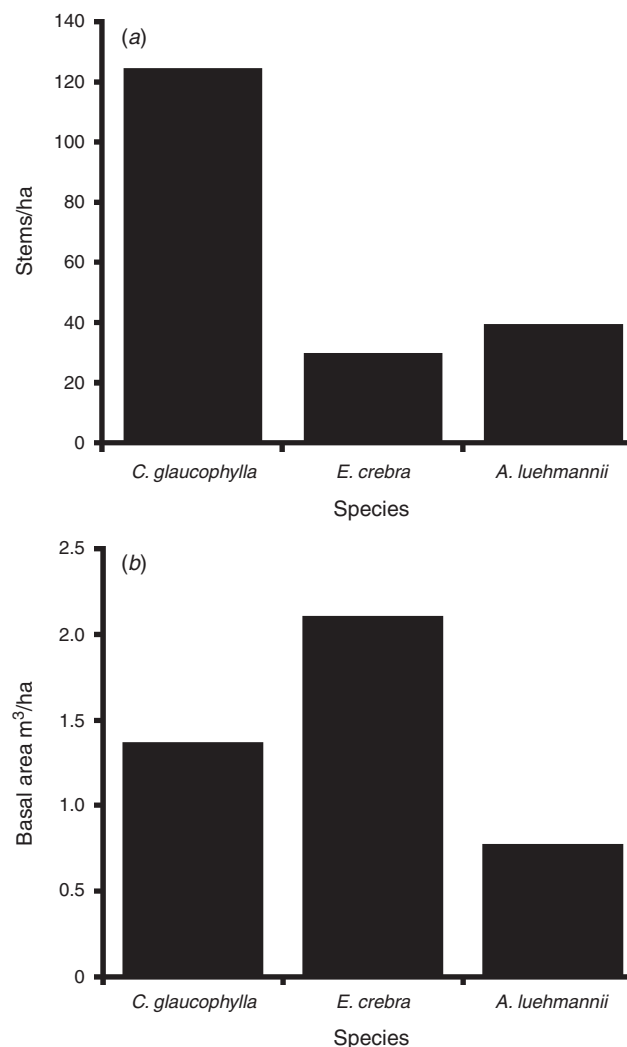 (a)
140
120
100
80
60
40
20
0
Stems/ha
C. glaucophylla E. crebra A. luehmannii
Species
(b)
2.5
2.0
1.5
1.0
0.5
0
Basal area m³/ha
C. glaucophylla E. crebra A. luehmannii
Species